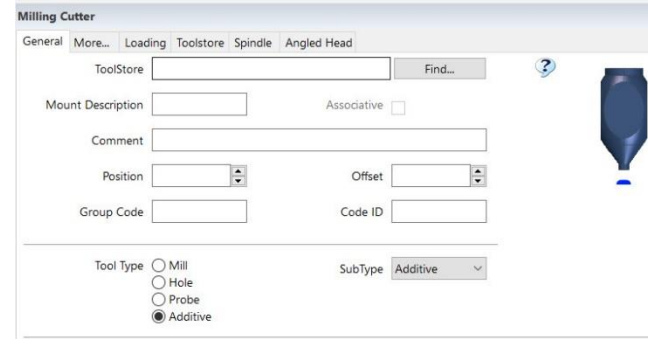 Milling Cutter
General More... Loading Toolstore Spindle Angled Head
ToolStore Find... ?
Mount Description Associative
Comment
Position Offset
Group Code Code ID
Tool Type Mill SubType Additive
Hole
Probe
Additive